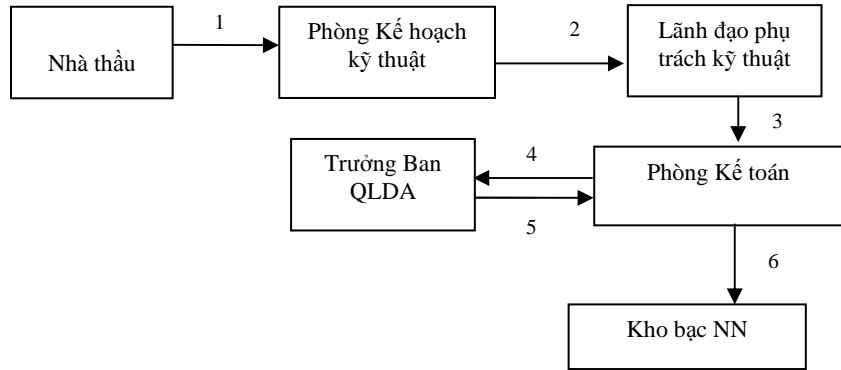 1
Nhà thầu
Phòng Kế hoạch
kỹ thuật
2
Lãnh đạo phụ
trách kỹ thuật
3
Trưởng Ban
QLDA
4
5
Phòng Kế toán
6
Kho bạc NN